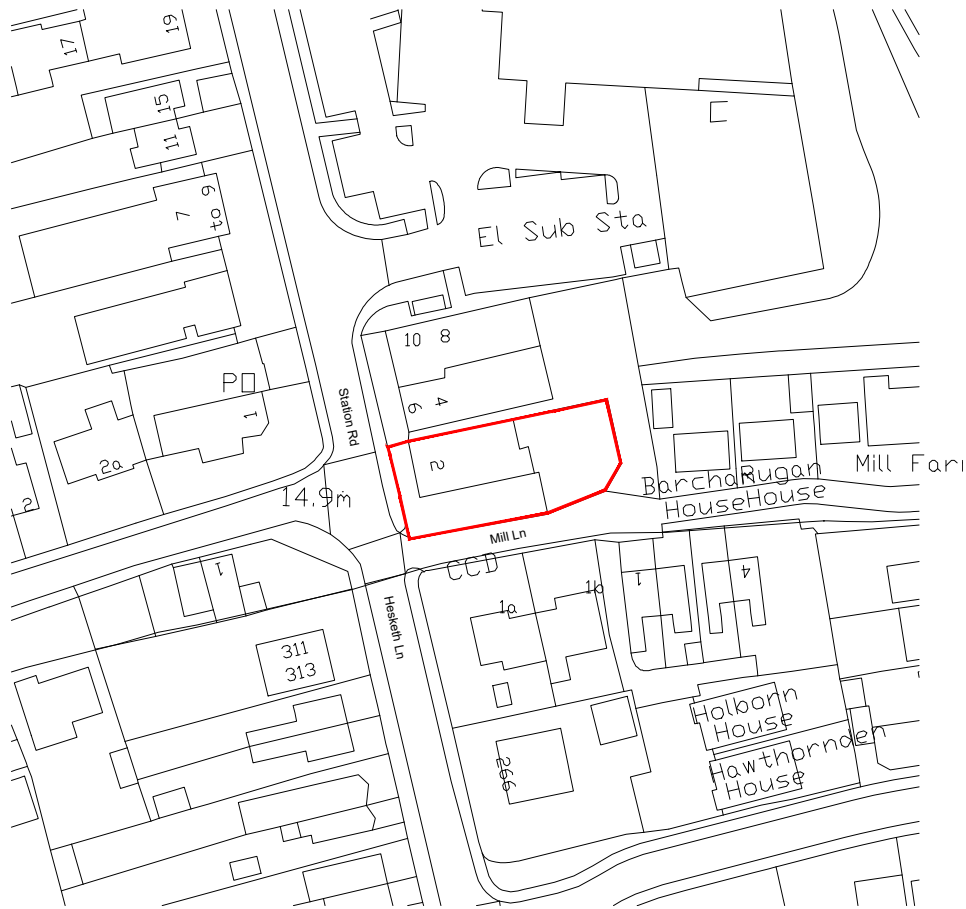 19
17
15
11
9
to
7
El Sub Sta
10 8
6 4
PO
1
Station Rd
2a
2
2
14.9m
Mill Ln
Barcham
House
Rugan
House
Mill Farm
CCD
1
Hesketh Ln
1a
1b
1
4
311
313
Holborn
House
266
Hawthornden
House